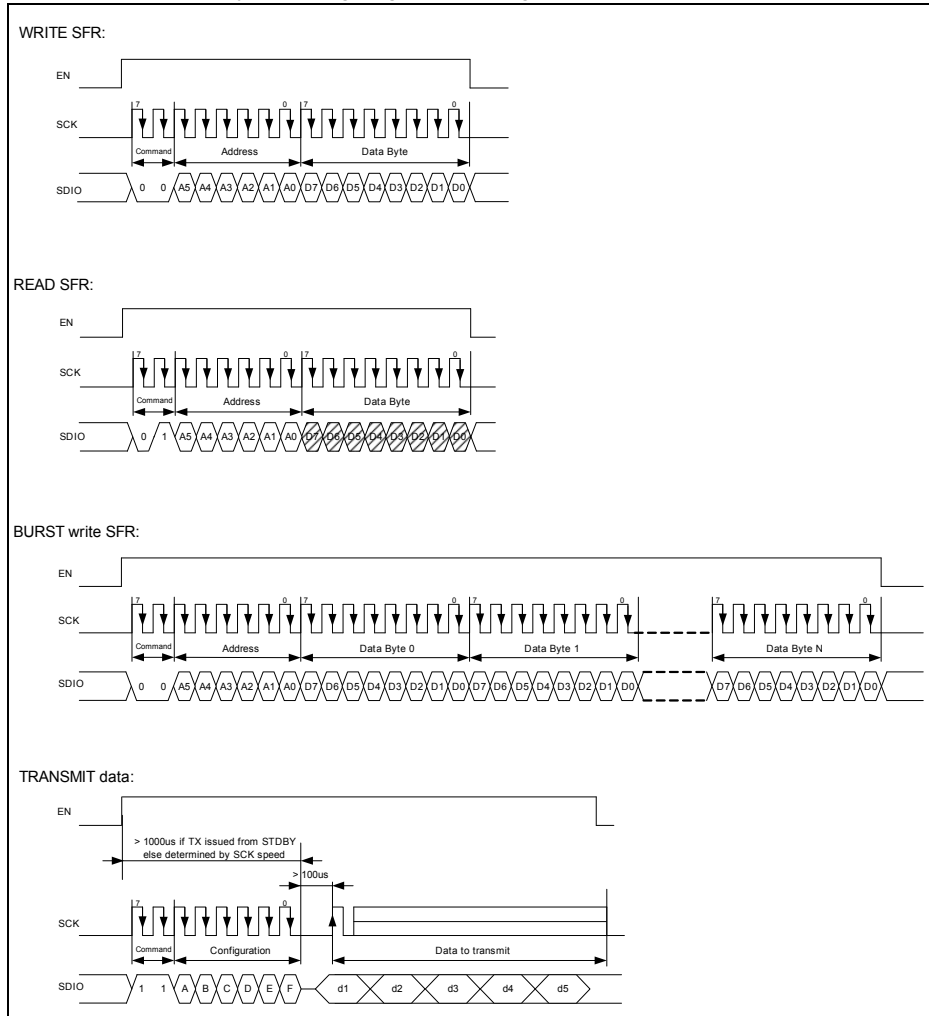 WRITE SFR:
EN
7 0 7 0
SCK
Command Address Data Byte
SDIO 0 0 A5 A4 A3 A2 A1 A0 D7 D6 D5 D4 D3 D2 D1 D0
READ SFR:
EN
7 0 7 0
SCK
Command Address Data Byte
SDIO 0 1 A5 A4 A3 A2 A1 A0 D7 D6 D5 D4 D3 D2 D1 D0
BURST write SFR:
EN
7 0 7 0 7 0 7 0
SCK
Command Address Data Byte 0 Data Byte 1 Data Byte N
SDIO 0 0 A5 A4 A3 A2 A1 A0 D7 D6 D5 D4 D3 D2 D1 D0 D7 D6 D5 D4 D3 D2 D1 D0 D7 D6 D5 D4 D3 D2 D1 D0
TRANSMIT data:
EN
> 1000us if TX issued from STDBY
else determined by SCK speed
> 100us
7 0
SCK
Command Configuration Data to transmit
SDIO 1 1 A B C D E F d1 d2 d3 d4 d5